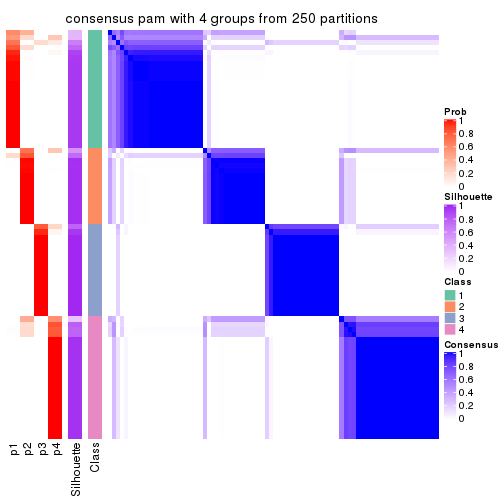 consensus pam with 4 groups from 250 partitions
Prob
1
0.8
0.6
0.4
0.2
0
Silhouette
1
0.8
0.6
0.4
0.2
0
Class
1
2
3
4
Consensus
1
0.8
0.6
0.4
0.2
0
p1
p2
p3
p4
Silhouette
Class